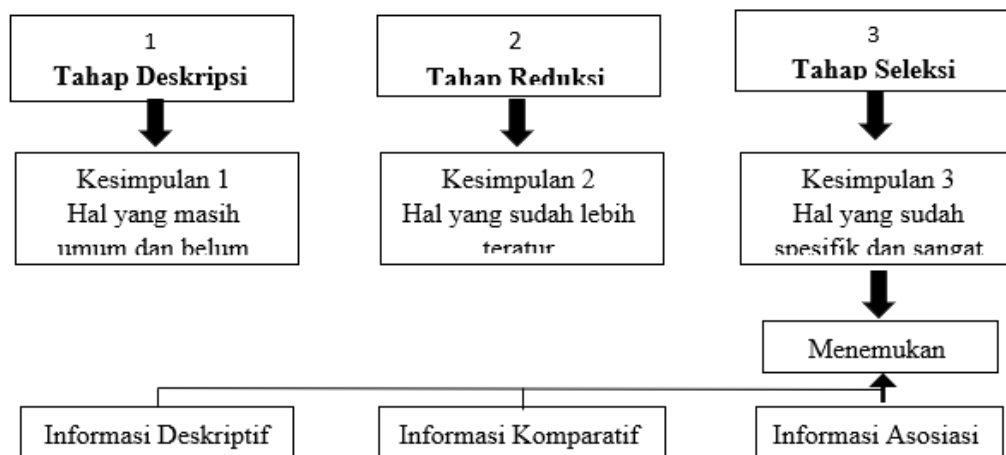 1
Tahap Deskripsi
2
Tahap Reduksi
3
Tahap Seleksi
Kesimpulan 1
Hal yang masih
umum dan belum
Kesimpulan 2
Hal yang sudah lebih
teratur
Kesimpulan 3
Hal yang sudah
spesifik dan sangat
Menemukan
Informasi Deskriptif
Informasi Komparatif
Informasi Asosiasi